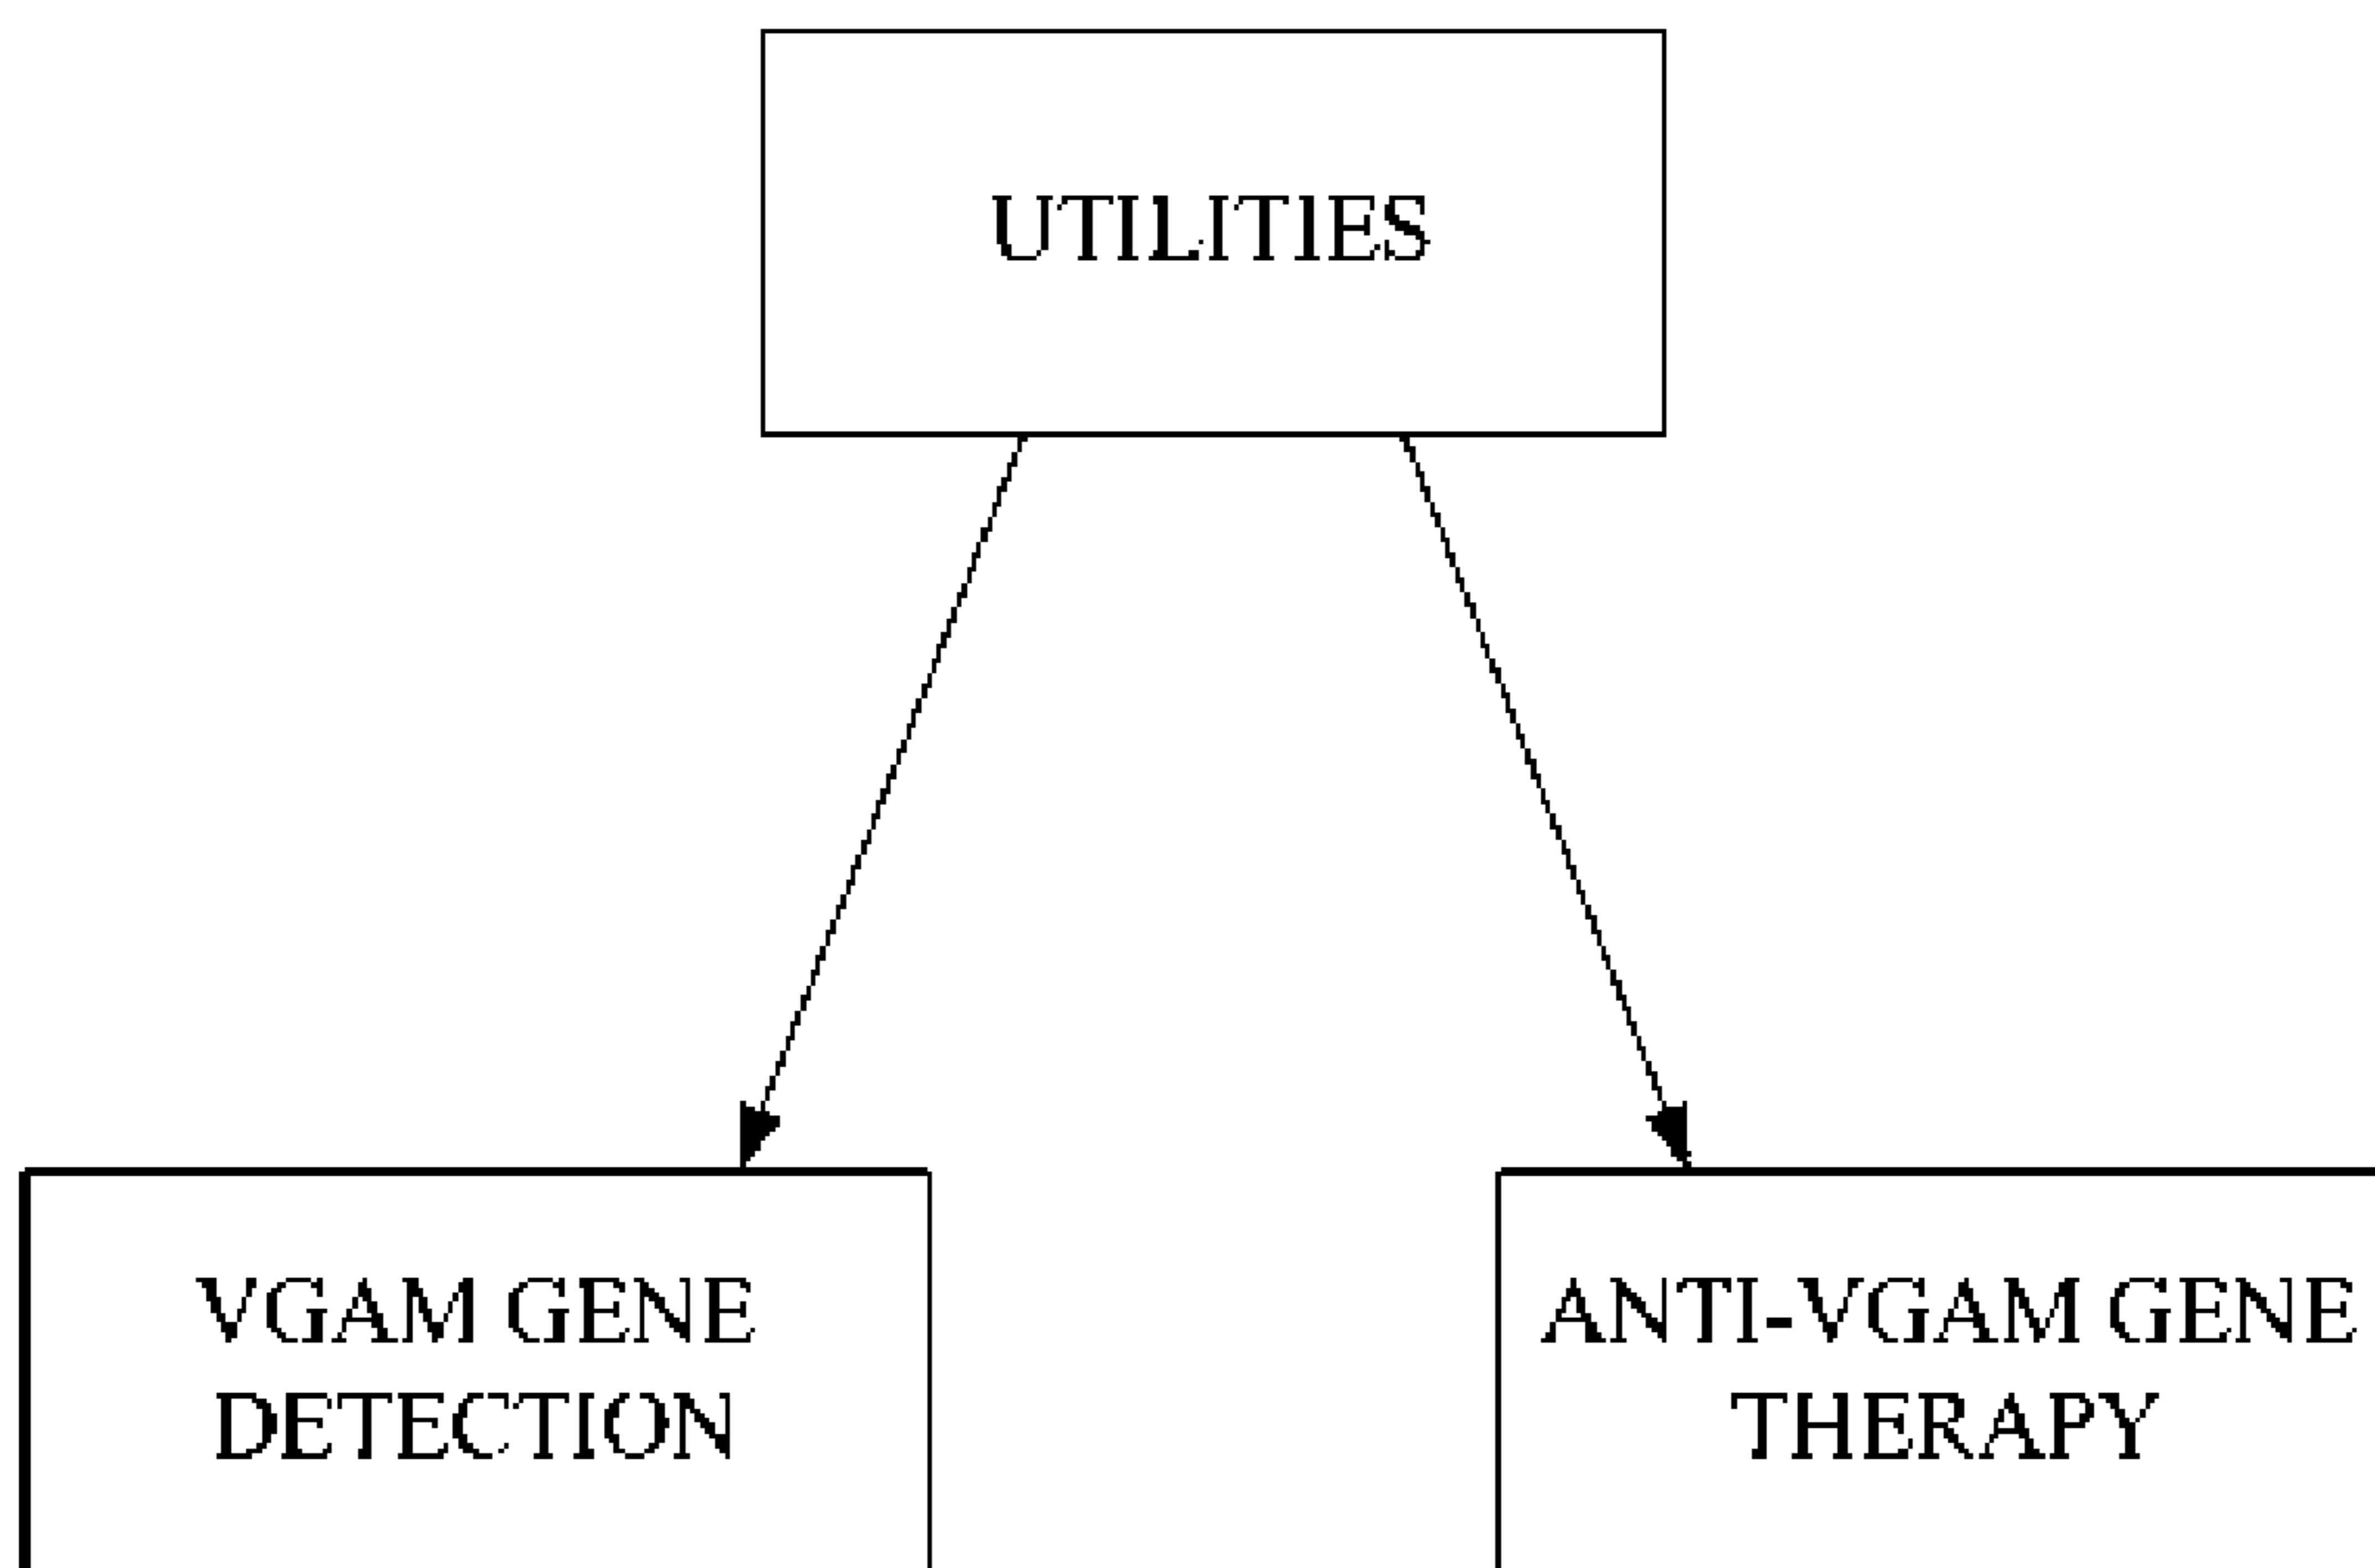 UTILITIES
VGAM GENE
DETECTION
ANTI-VGAM GENE
THERAPY